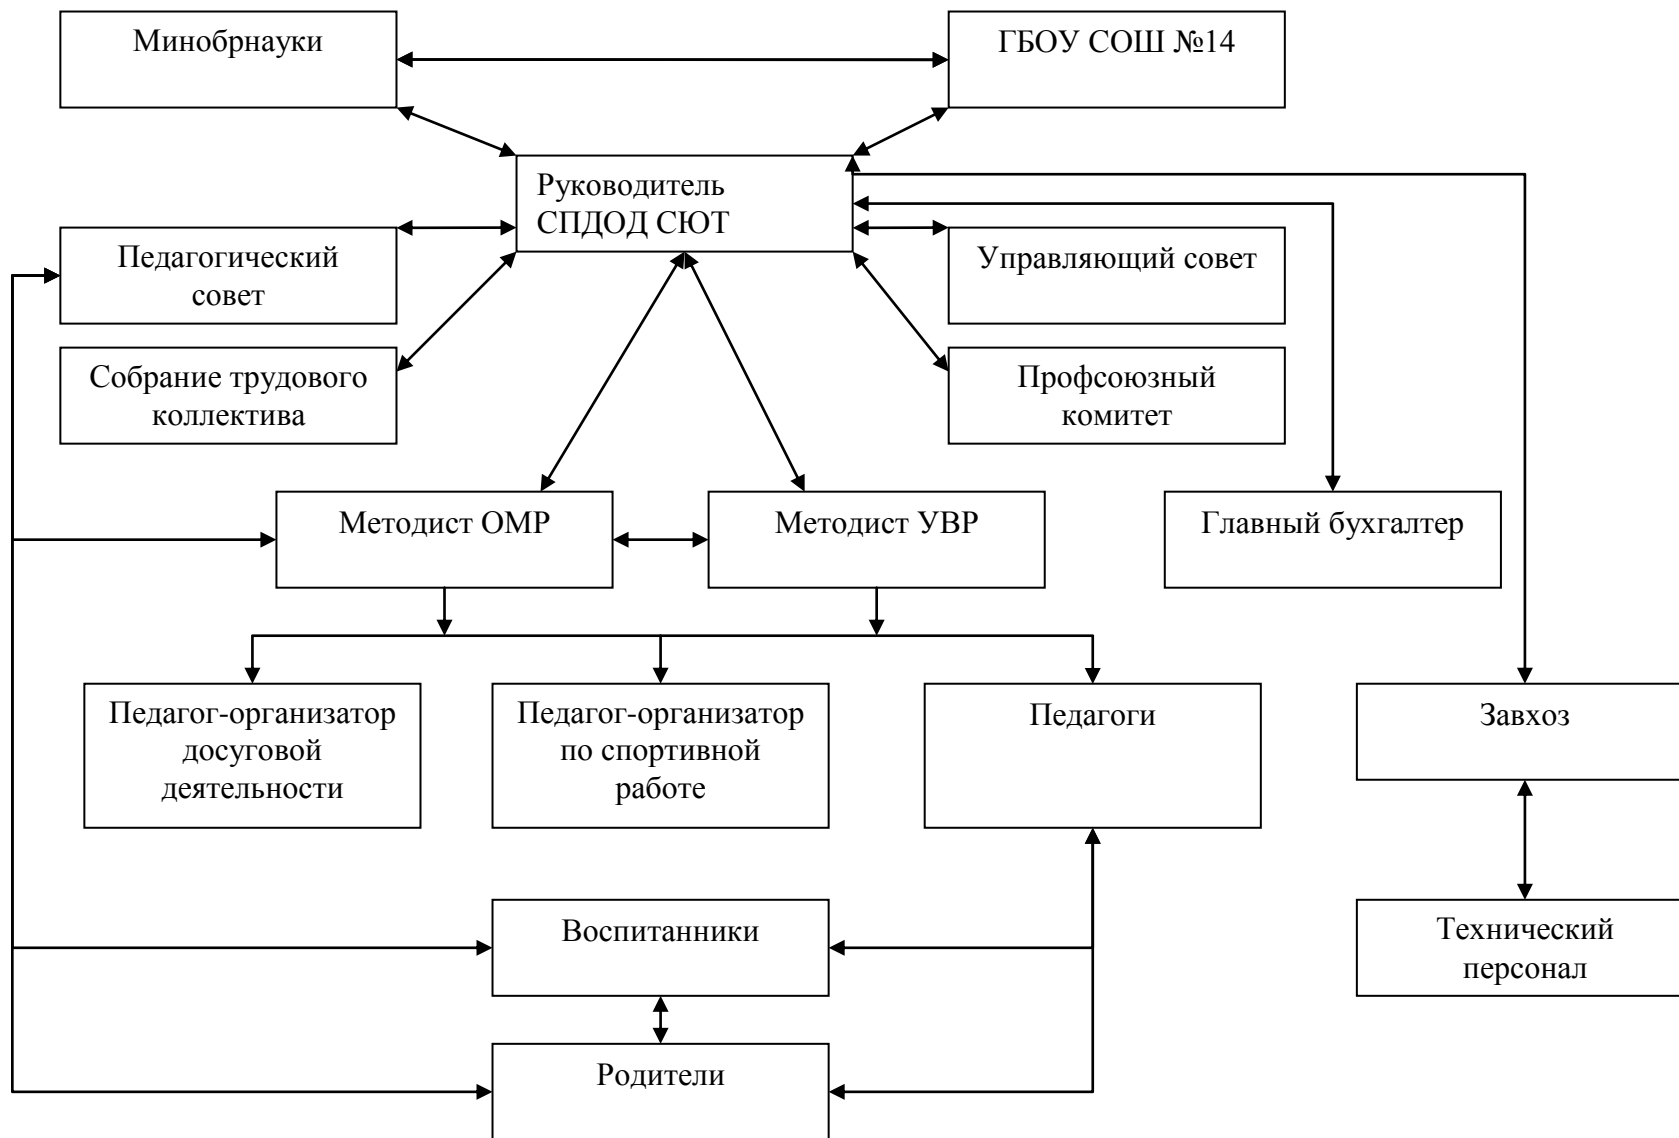 Минобрнауки
ГБОУ СОШ №14
Руководитель
СПДОД СЮТ
Педагогический
совет
Управляющий совет
Собрание трудового
коллектива
Профсоюзный
комитет
Методист ОМР
Методист УВР
Главный бухгалтер
Педагог-организатор
досуговой
деятельности
Педагог-организатор
по спортивной
работе
Педагоги
Завхоз
Воспитанники
Технический
персонал
Родители